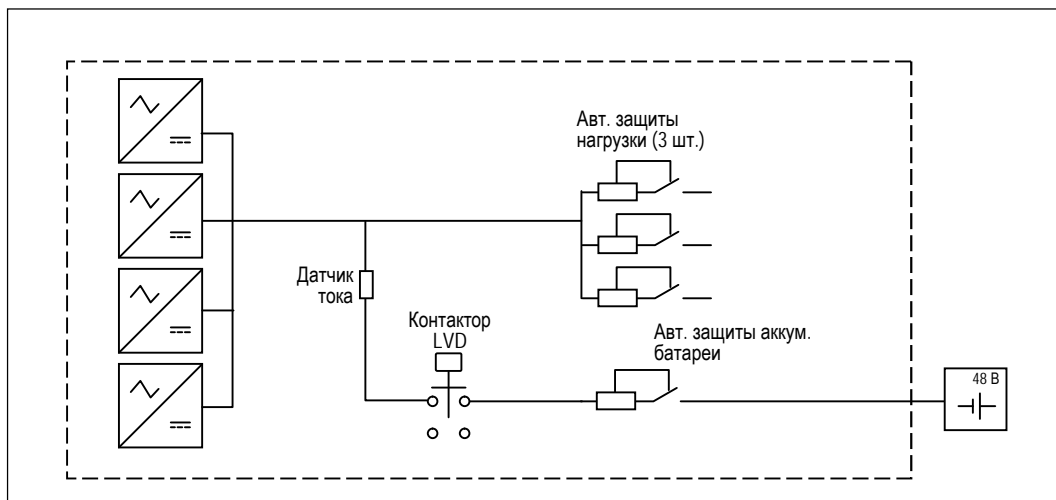 Авт. защиты
нагрузки (3 шт.)
Датчик
тока
Контактор
LVD
Авт. защиты аккум.
батареи
48 В